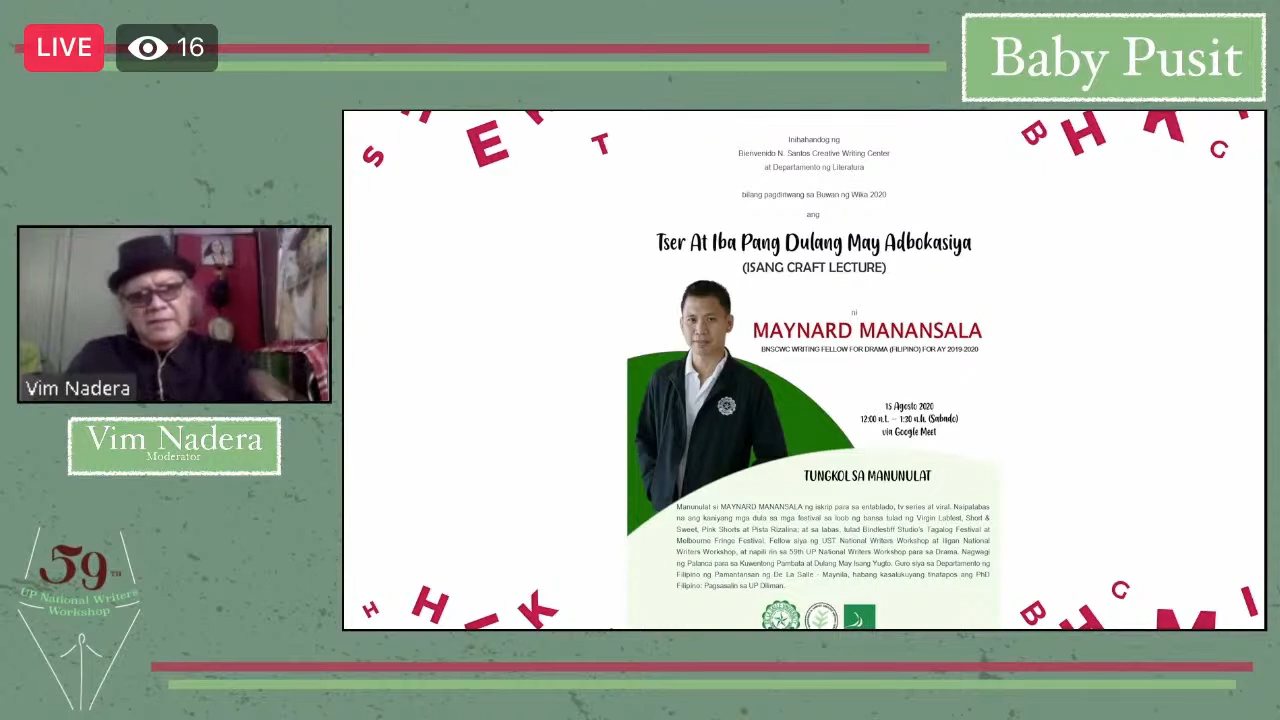 LIVE
16
Baby Pusit
S E T
B H A G
Inihahandog ng
Bienvenido N. Santos Creative Writing Center
at Departamento ng Literatura
bilang pagdiriwang sa Buwan ng Wika 2020
ang
Tser At Iba Pang Dulang May Adbokasiya
(ISANG CRAFT LECTURE)
ni
MAYNARD MANANSALA
BNSCWC WRITING FELLOW FOR DRAMA (FILIPINO) FOR AY 2019-2020
15 Agosto 2020
12:00 n.t. – 1:30 n.h. (Sabado)
via Google Meet
TUNGKOL SA MANUNULAT
Manunulat si MAYNARD MANANSALA ng iskrip para sa entablado, tv series at viral. Naipalabas
na ang kaniyang mga dula sa mga festival sa loob ng bansa tulad ng Virgin Labfest, Short &
Sweet, Pink Shorts at Pista Rizalina; at sa labas, tulad Bindlestiff Studio's Tagalog Festival at
Melbourne Fringe Festival. Fellow siya ng UST National Writers Workshop at Iligan National
Writers Workshop, at napili rin sa 59th UP National Writers Workshop para sa Drama. Nagwagi
ng Palanca para sa Kuwentong Pambata at Dulang May Isang Yugto. Guro siya sa Departamento ng
Filipino ng Pamantasan ng De La Salle - Maynila, habang kasalukuyang tinatapos ang PhD
Filipino: Pagsasalin sa UP Diliman.
H H I K
B H G M I
Vim Nadera
Vim Nadera
Moderator
59TH
UP National Writers
Workshop